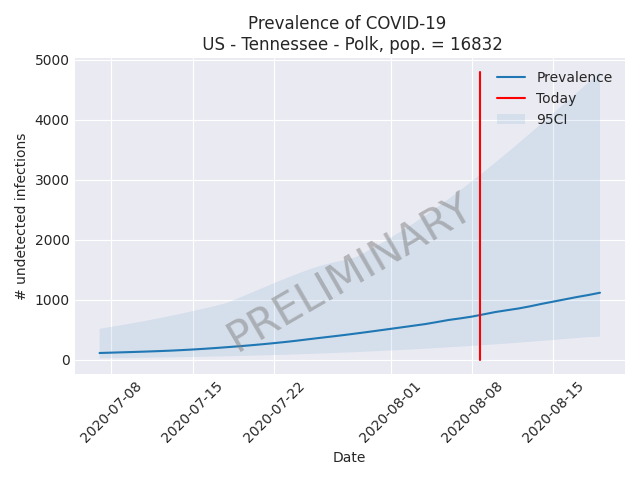 Prevalence of COVID-19
US - Tennessee - Polk, pop. = 16832
# undetected infections
5000
4000
3000
2000
1000
0
Prevalence
Today
95CI
PRELIMINARY
2020-07-08
2020-07-15
2020-07-22
2020-08-01
2020-08-08
2020-08-15
Date